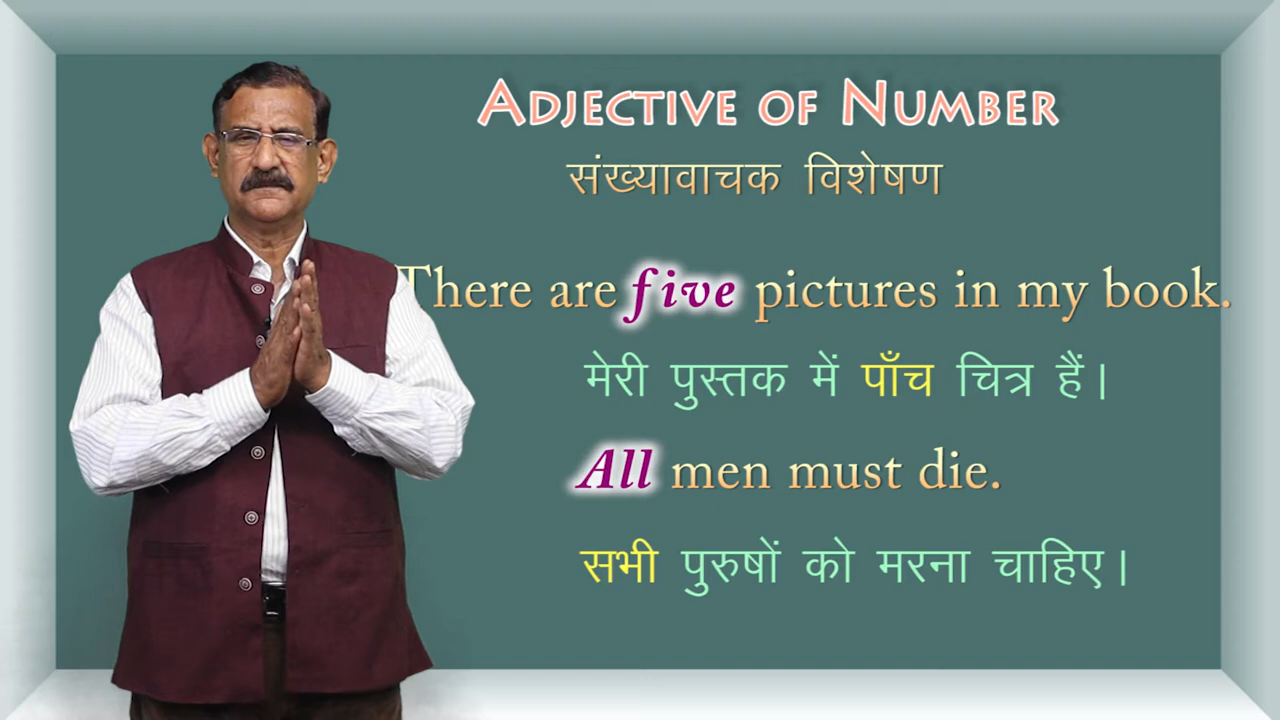 ADJECTIVE OF NUMBER
संख्यावाचक विशेषण
There are five pictures in my book.
मेरी पुस्तक में पाँच चित्र हैं।
All men must die.
सभी पुरुषों को मरना चाहिए।